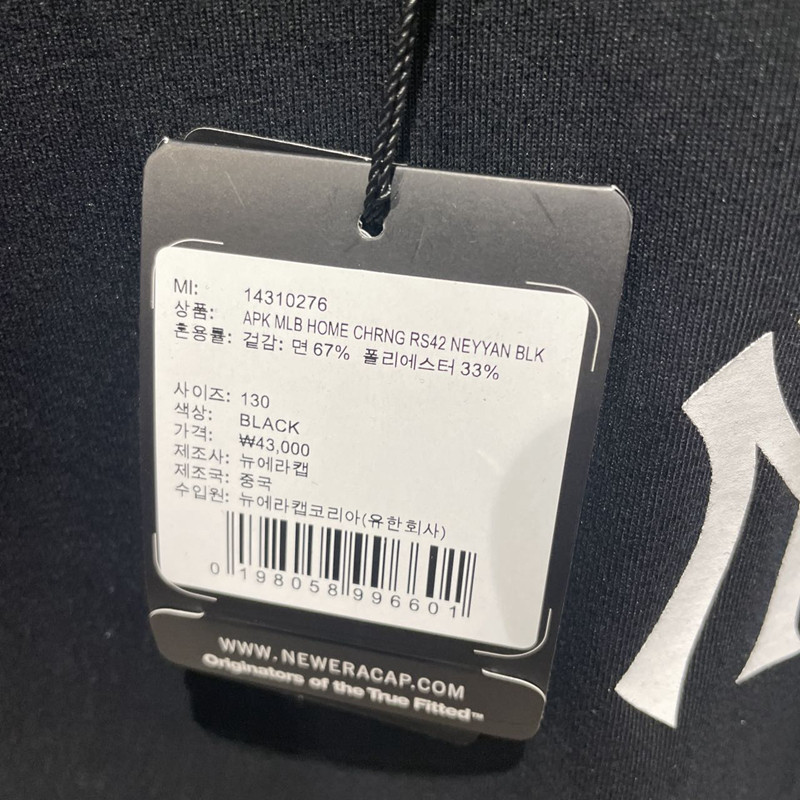 MI: 14310276
상품: APK MLB HOME CHRNG RS42 NEYYAN BLK
혼용률: 겉감: 면 67% 폴리에스터 33%
사이즈: 130
색상: BLACK
가격: ₩43,000
제조사: 뉴에라캡
제조국: 중국
수입원: 뉴에라캡코리아(유한회사)
0 198058 996601
WWW.NEWERACAP.COM
Originators of the True Fitted™